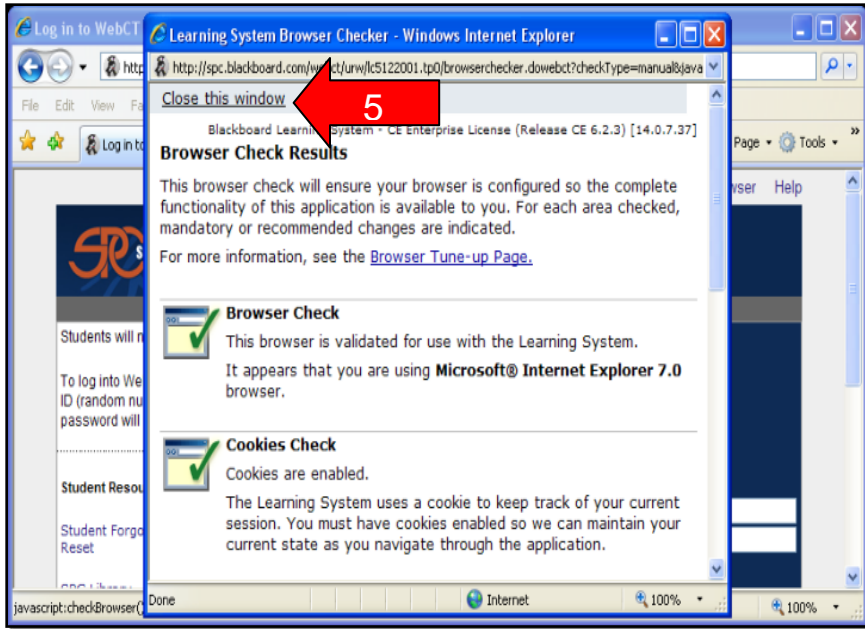 Log in to WebCT
Learning System Browser Checker - Windows Internet Explorer
http
http://spc.blackboard.com/we ct/urw/lc5122001.tp0/browserchecker.dowebct?checkType=manual&java
File Edit View Fa
Close this window
5
Log in to
Page Tools »
Blackboard Learning System - CE Enterprise License (Release CE 6.2.3) [14.0.7.37]
Browser Check Results
wser Help
This browser check will ensure your browser is configured so the complete
functionality of this application is available to you. For each area checked,
mandatory or recommended changes are indicated.
For more information, see the Browser Tune-up Page.
SPC S
Browser Check
This browser is validated for use with the Learning System.
It appears that you are using Microsoft® Internet Explorer 7.0
browser.
Students will n
To log into We
ID (random nu
password will
Cookies Check
Cookies are enabled.
The Learning System uses a cookie to keep track of your current
session. You must have cookies enabled so we can maintain your
current state as you navigate through the application.
Student Resou
Student Forgo
Reset
SPC Library
Done Internet 100%
javascript:checkBrowser( 100%